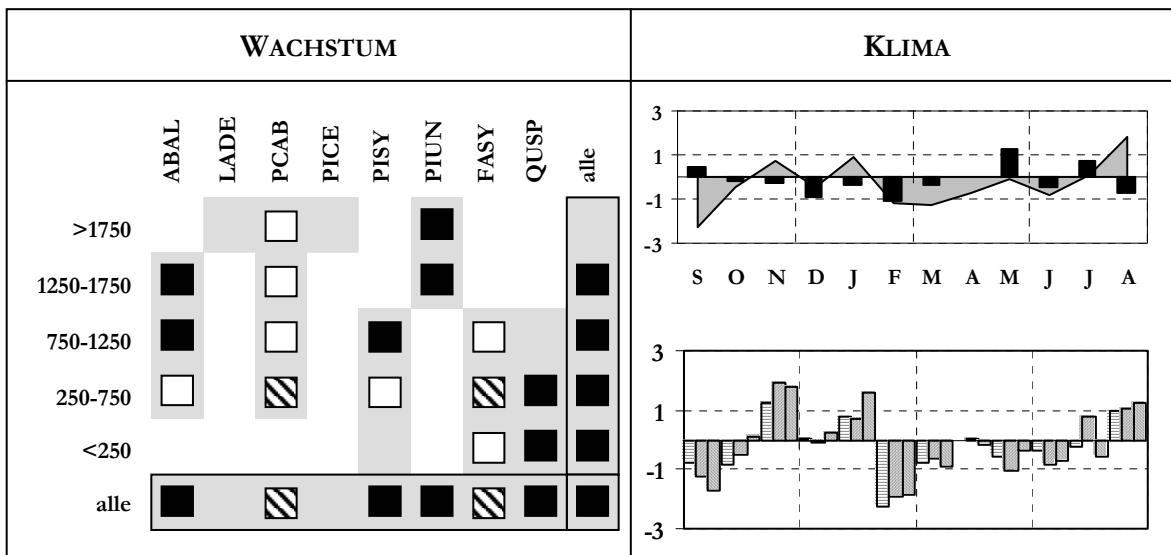 WACHSTUM
KLIMA
ABAL LADE PCAB PICE PISY PIUN FASY QUSP alle
>1750
1250-1750
750-1250
250-750
<250
alle
3
1
-1
-3
S O N D J F M A M J J A
3
1
-1
-3